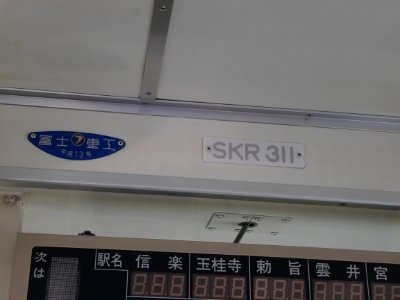 富士重工
平成13年
SKR 311
次は
駅名 信楽 玉桂寺 勅旨 雲井 宮